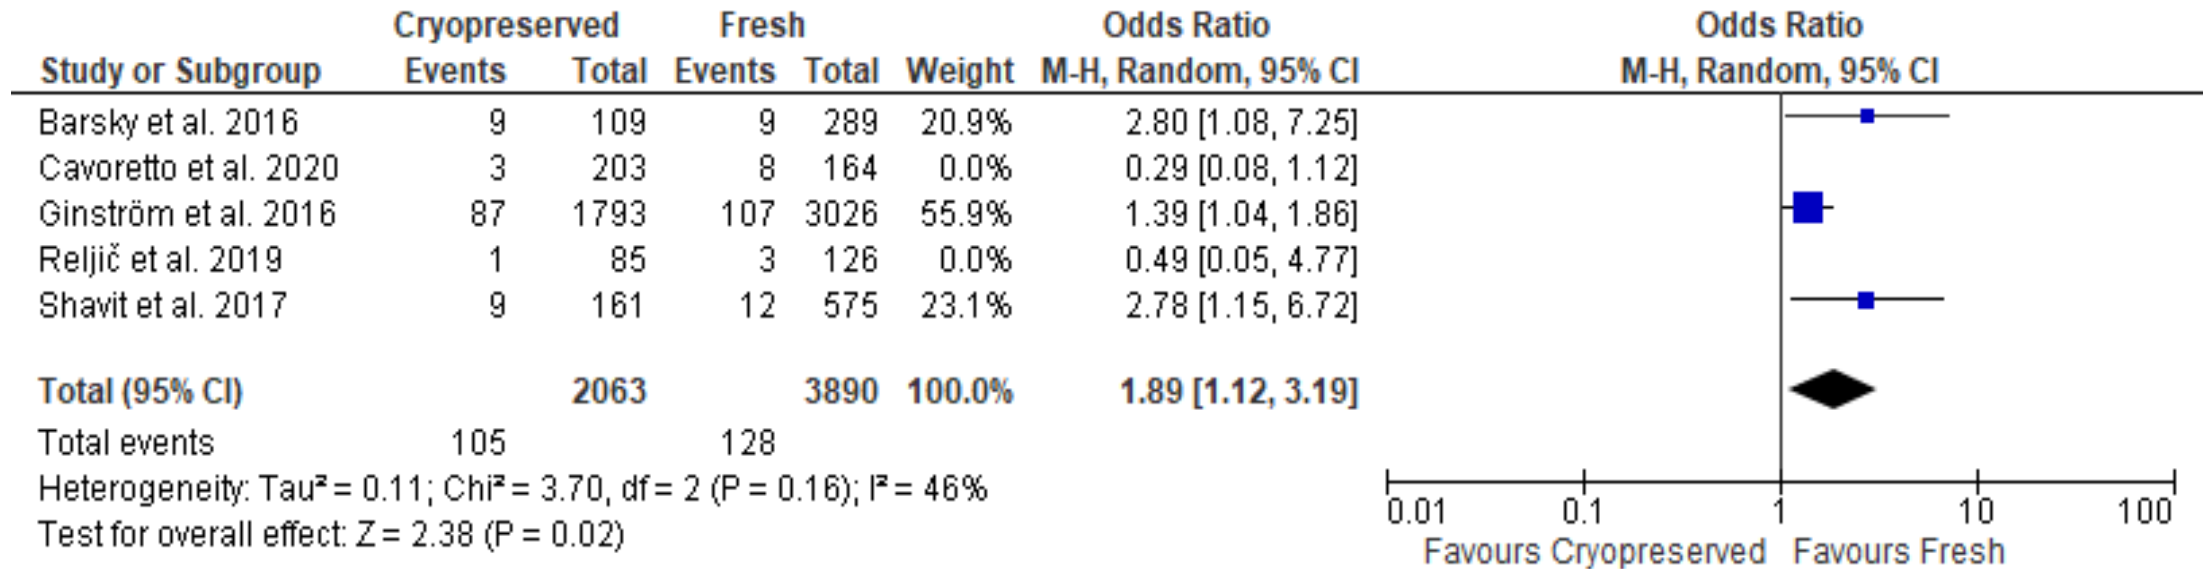 Cryopreserved Fresh Odds Ratio Odds Ratio
Study or Subgroup Events Total Events Total Weight M-H, Random, 95% CI M-H, Random, 95% CI
Barsky et al. 2016 9 109 9 289 20.9% 2.80 [1.08, 7.25]
Cavoretto et al. 2020 3 203 8 164 0.0% 0.29 [0.08, 1.12]
Ginström et al. 2016 87 1793 107 3026 55.9% 1.39 [1.04, 1.86]
Reljič et al. 2019 1 85 3 126 0.0% 0.49 [0.05, 4.77]
Shavit et al. 2017 9 161 12 575 23.1% 2.78 [1.15, 6.72]
Total (95% CI) 2063 3890 100.0% 1.89 [1.12, 3.19]
Total events 105 128
Heterogeneity: Tau² = 0.11; Chi² = 3.70, df = 2 (P = 0.16); I² = 46%
Test for overall effect: Z = 2.38 (P = 0.02)
0.01 0.1 1 10 100
Favours Cryopreserved Favours Fresh